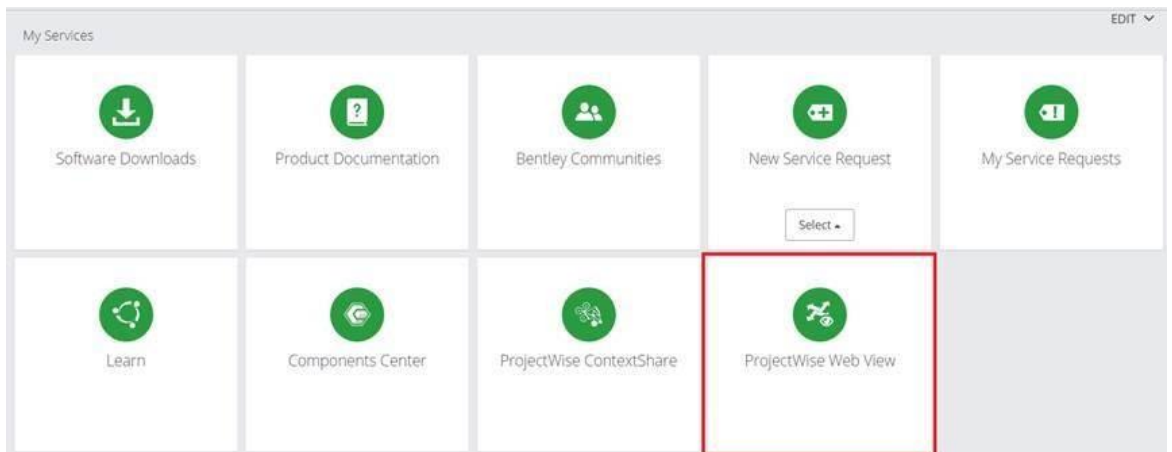 EDIT
My Services
Software Downloads
Product Documentation
Bentley Communities
New Service Request
My Service Requests
Select
Learn
Components Center
ProjectWise ContextShare
ProjectWise Web View